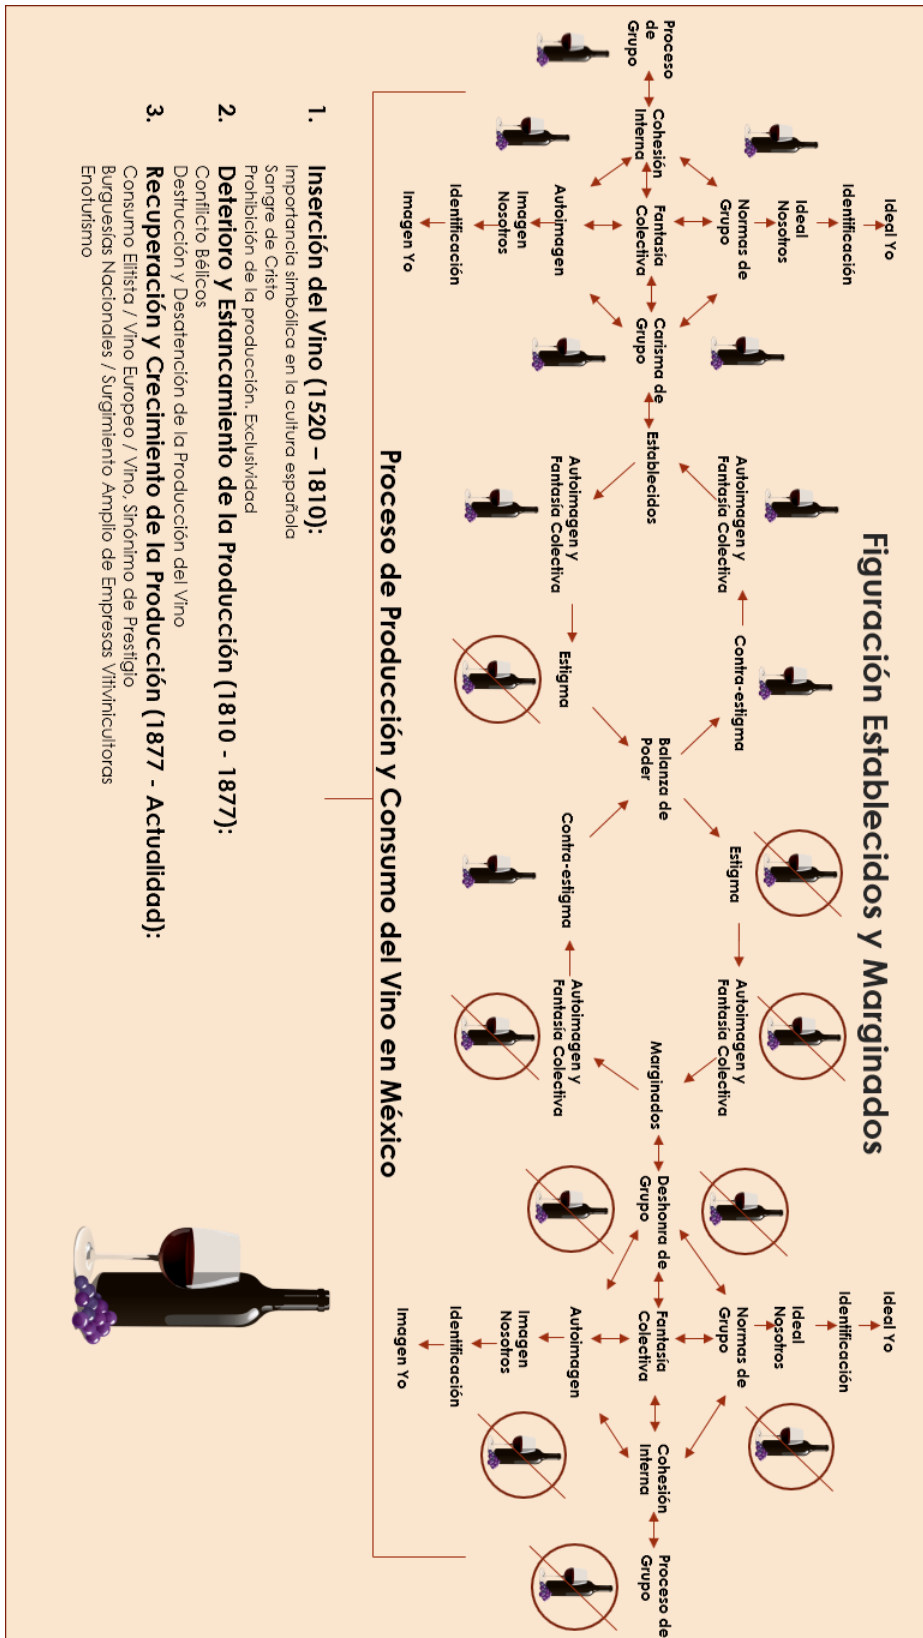 Figuración Establecidos y Marginados
Ideal Yo
Identificación
Ideal
Nosotros
Normas de
Grupo
Proceso
de
Grupo
Cohesión
Interna
Fantasía
Colectiva
Carisma de
Grupo
Establecidos
Autoimagen
Imagen
Nosotros
Identificación
Imagen Yo
Autoimagen y
Fantasía Colectiva
Contra-estigma
Autoimagen y
Fantasía Colectiva
Estigma
Balanza de
Poder
Estigma
Autoimagen y
Fantasía Colectiva
Contra-estigma
Autoimagen y
Fantasía Colectiva
Marginados
Deshonra de
Grupo
Ideal Yo
Identificación
Ideal
Nosotros
Normas de
Grupo
Fantasía
Colectiva
Cohesión
Interna
Proceso de
Grupo
Autoimagen
Imagen
Nosotros
Identificación
Imagen Yo
Proceso de Producción y Consumo del Vino en México
1. Inserción del Vino (1520 – 1810):
Importancia simbólica en la cultura española
Sangre de Cristo
Prohibición de la producción. Exclusividad
2. Deterioro y Estancamiento de la Producción (1810 - 1877):
Conflicto Bélicos
Destrucción y Desatención de la Producción del Vino
3. Recuperación y Crecimiento de la Producción (1877 - Actualidad):
Consumo Elitista / Vino Europeo / Vino, Sinónimo de Prestigio
Burguesías Nacionales / Surgimiento Amplio de Empresas Vitivinicultoras
Enoturismo